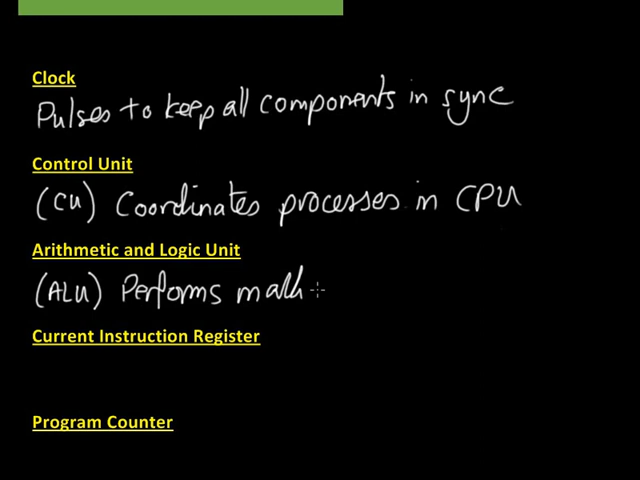 Clock
Pulses to keep all components in sync
Control Unit
(CU) Coordinates processes in CPU
Arithmetic and Logic Unit
(ALU) Performs math
Current Instruction Register
Program Counter